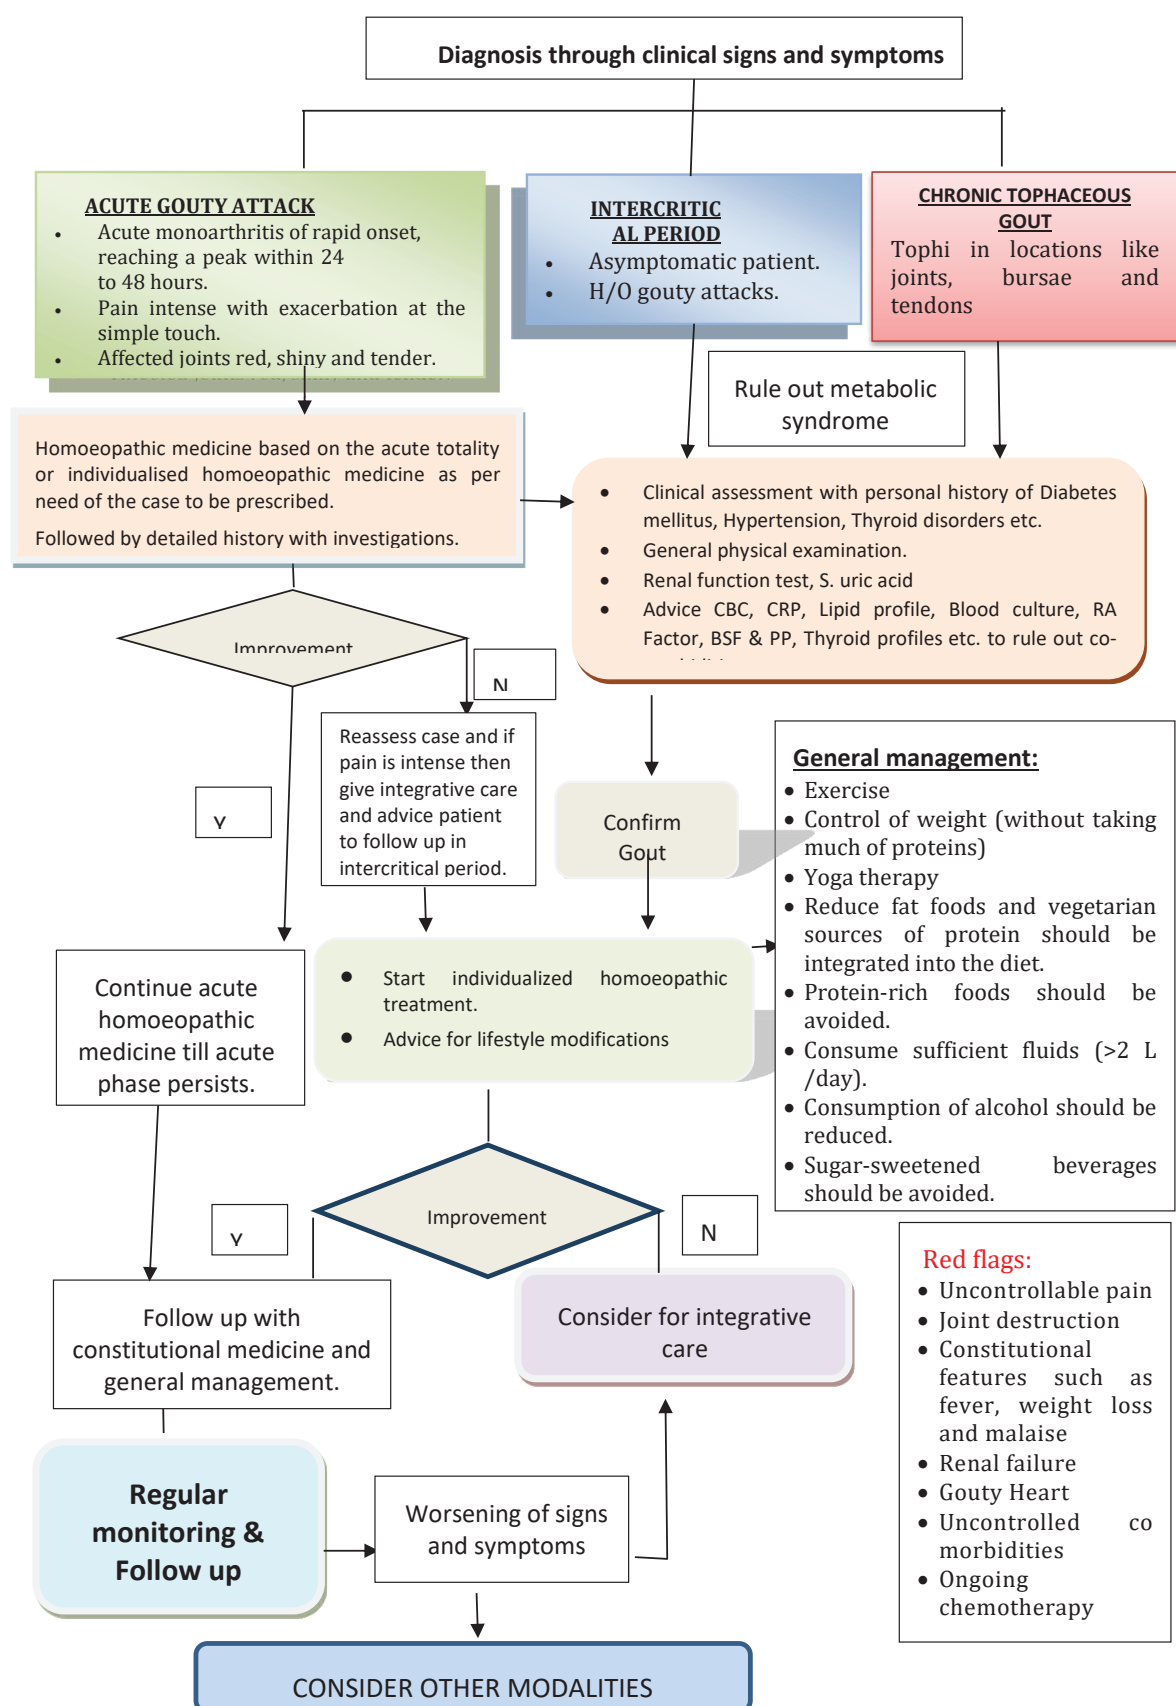 Diagnosis through clinical signs and symptoms
ACUTE GOUTY ATTACK
• Acute monoarthritis of rapid onset,
reaching a peak within 24
to 48 hours.
• Pain intense with exacerbation at the
simple touch.
• Affected joints red, shiny and tender.
INTERCRITIC
AL PERIOD
• Asymptomatic patient.
• H/O gouty attacks.
CHRONIC TOPHACEOUS
GOUT
Tophi in locations like
joints, bursae and
tendons
Rule out metabolic
syndrome
Homoeopathic medicine based on the acute totality
or individualised homoeopathic medicine as per
need of the case to be prescribed.
Followed by detailed history with investigations.
• Clinical assessment with personal history of Diabetes
mellitus, Hypertension, Thyroid disorders etc.
• General physical examination.
• Renal function test, S. uric acid
• Advice CBC, CRP, Lipid profile, Blood culture, RA
Factor, BSF & PP, Thyroid profiles etc. to rule out co-
Improvement
N
Reassess case and if
pain is intense then
give integrative care
and advice patient
to follow up in
intercritical period.
Y
Confirm
Gout
General management:
• Exercise
• Control of weight (without taking
much of proteins)
• Yoga therapy
• Reduce fat foods and vegetarian
sources of protein should be
integrated into the diet.
• Protein-rich foods should be
avoided.
• Consume sufficient fluids (>2 L
/day).
• Consumption of alcohol should be
reduced.
• Sugar-sweetened beverages
should be avoided.
Continue acute
homoeopathic
medicine till acute
phase persists.
• Start individualized homoeopathic
treatment.
• Advice for lifestyle modifications
Improvement
Y
N
Follow up with
constitutional medicine and
general management.
Consider for integrative
care
Red flags:
• Uncontrollable pain
• Joint destruction
• Constitutional
features such as
fever, weight loss
and malaise
• Renal failure
• Gouty Heart
• Uncontrolled co
morbidities
• Ongoing
chemotherapy
Regular
monitoring &
Follow up
Worsening of signs
and symptoms
CONSIDER OTHER MODALITIES